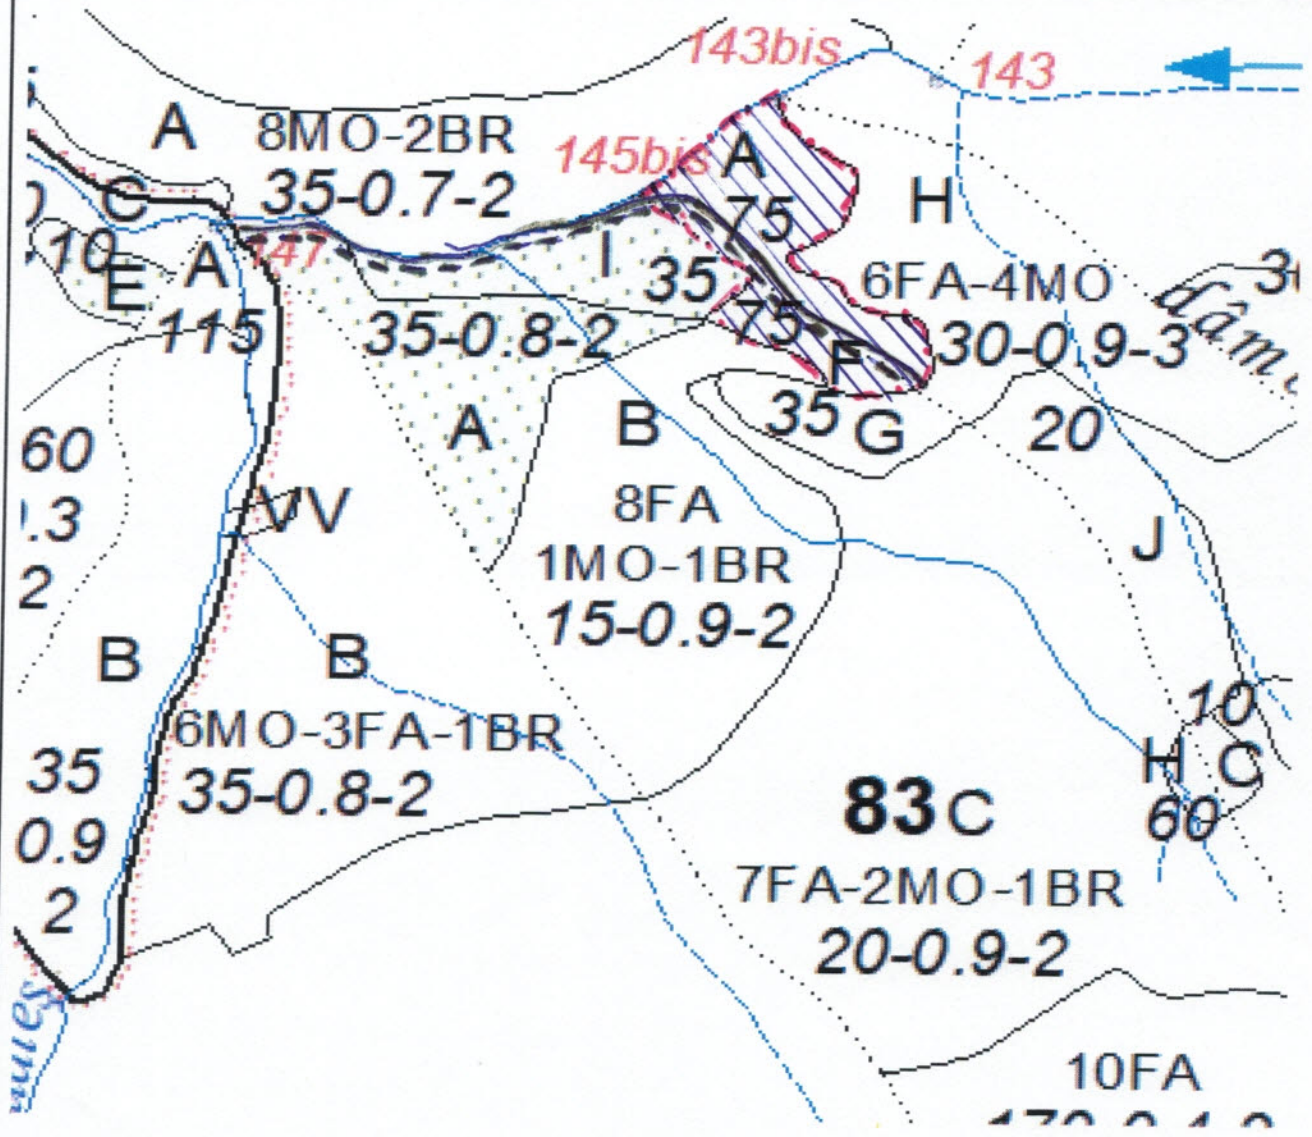 143bis
143
A
8MO-2BR
35-0.7-2
145bis
A
75
H
C
10
E
A
115
147
I
35
75
6FA-4MO
30-0.9-3
35-0.8-2
F
35
G
20
A
B
60
.3
2
VV
8FA
1MO-1BR
15-0.9-2
J
B
B
6MO-3FA-1BR
35-0.8-2
35
0.9
2
10
H
C
60
83C
7FA-2MO-1BR
20-0.9-2
10FA